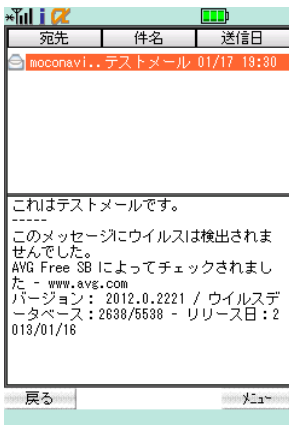 iα
宛先 件名 送信日
moconavi..テストメール 01/17 19:30
これはテストメールです。
-----
このメッセージにウイルスは検出されま
せんでした。
AVG Free SB によってチェックされまし
た - www.avg.com
バージョン: 2012.0.2221 / ウイルスデ
ータベース:2638/5538 - リリース日:2
013/01/16
戻る ﾒﾆｭｰ